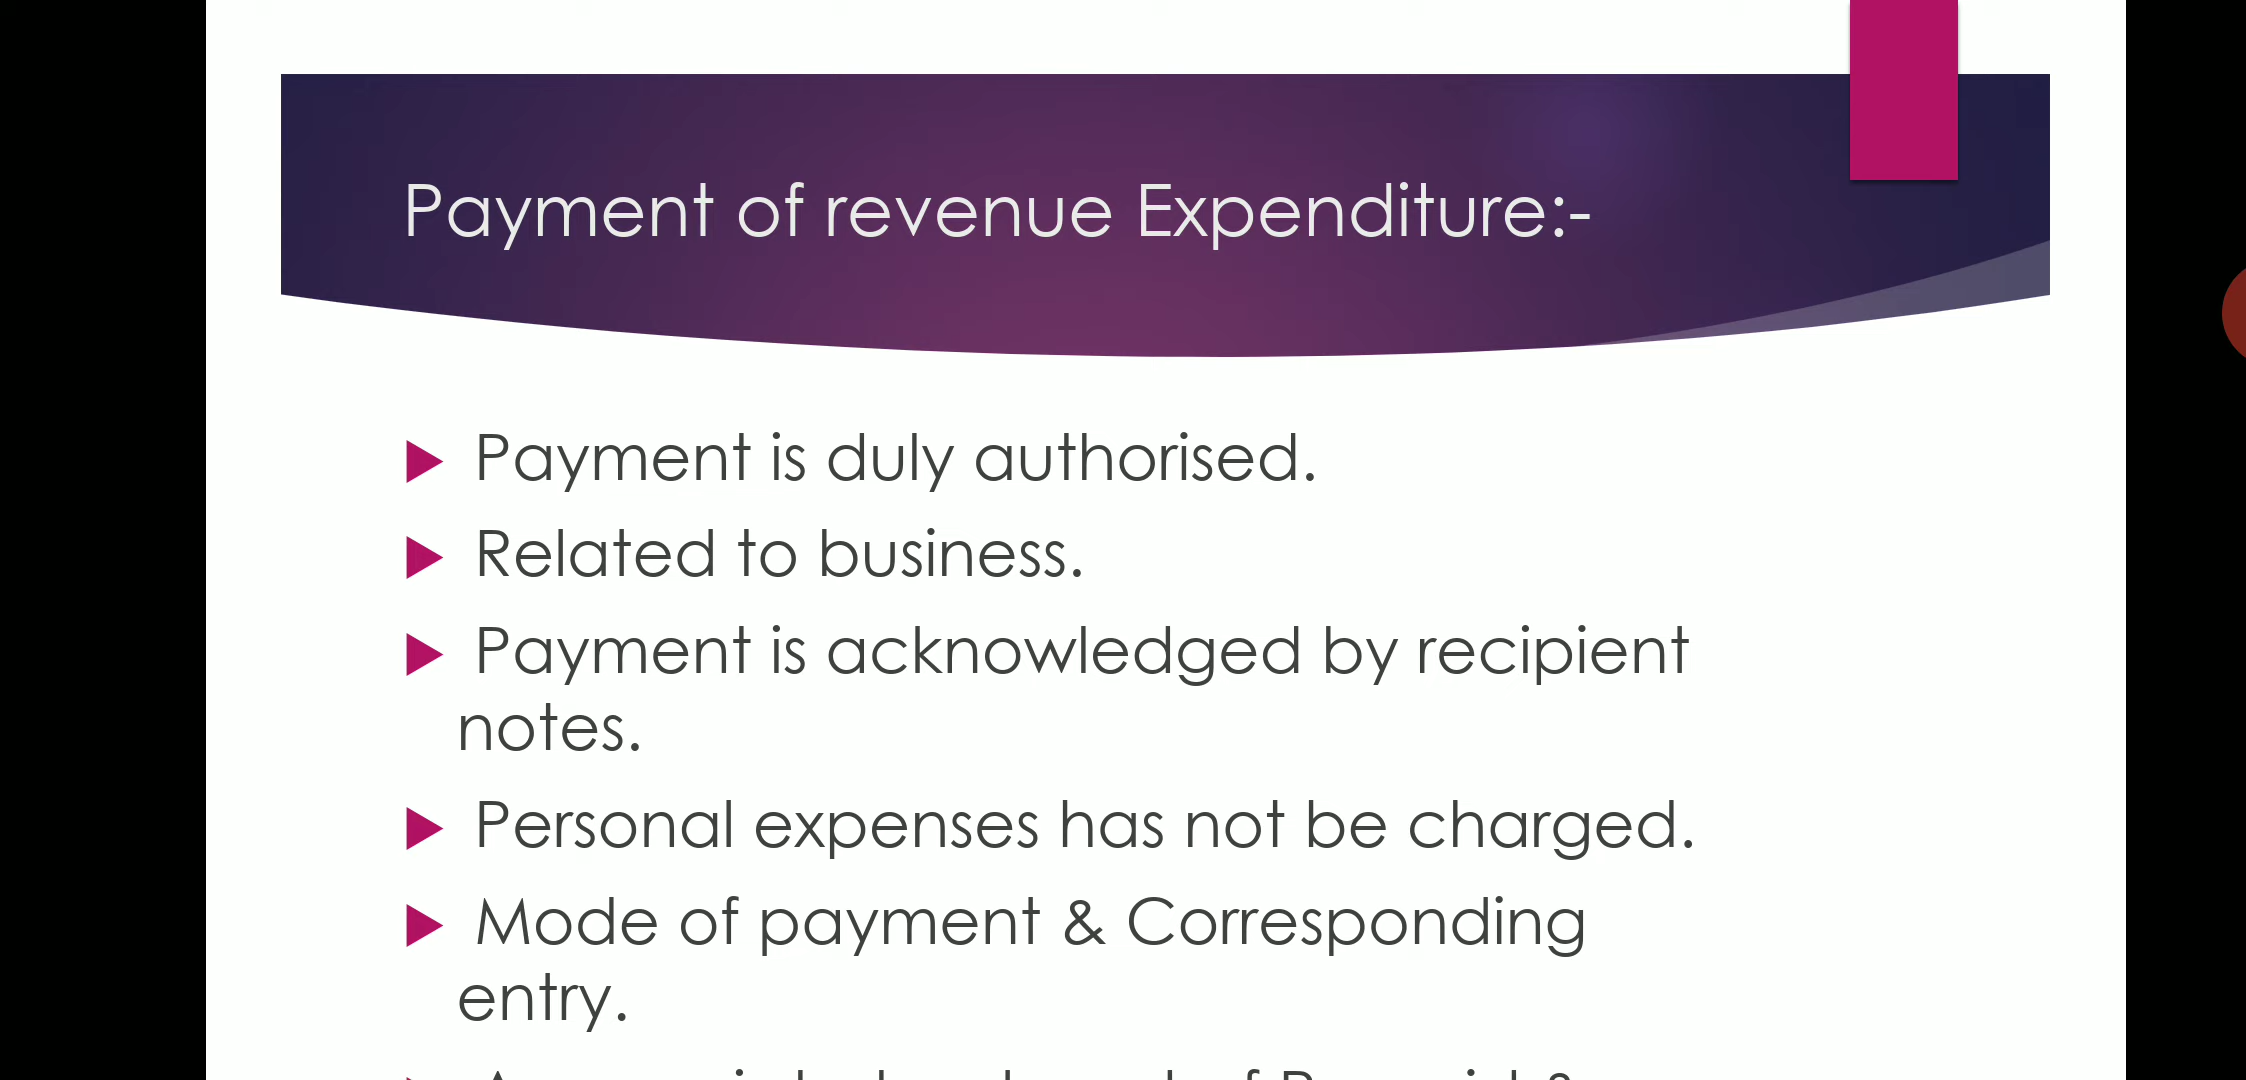 Payment of revenue Expenditure:-
Payment is duly authorised.
Related to business.
Payment is acknowledged by recipient
notes.
Personal expenses has not be charged.
Mode of payment & Corresponding
entry.